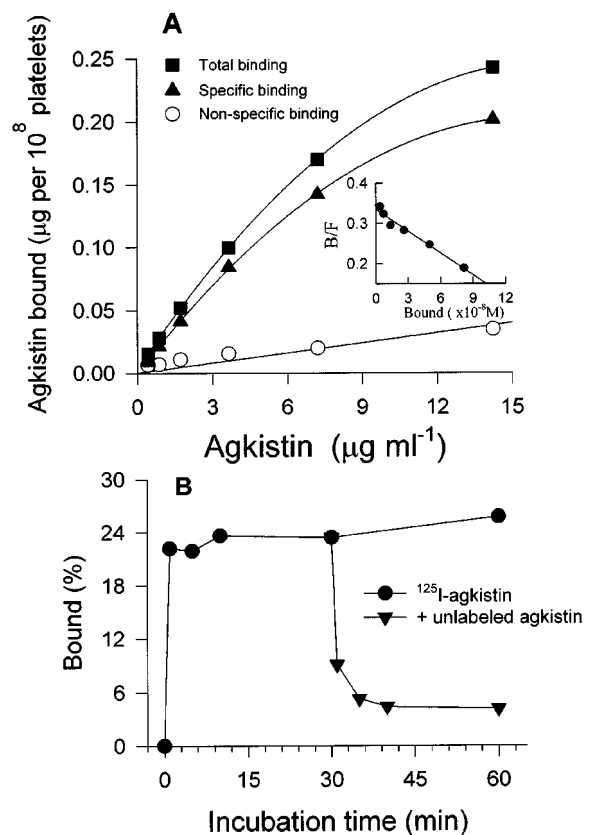 A
Total binding
Specific binding
Non-specific binding
0.25
0.20
0.15
0.10
0.05
0.00
Agkistin bound (μg per 10⁸ platelets)
0 3 6 9 12 15
Agkistin (μg ml⁻¹)
0.4
0.3
0.2
B/F
0 3 6 9 12
Bound ( x10⁻⁸M)
B
30
24
18
12
6
0
Bound (%)
¹²⁵I-agkistin
+ unlabeled agkistin
0 15 30 45 60
Incubation time (min)